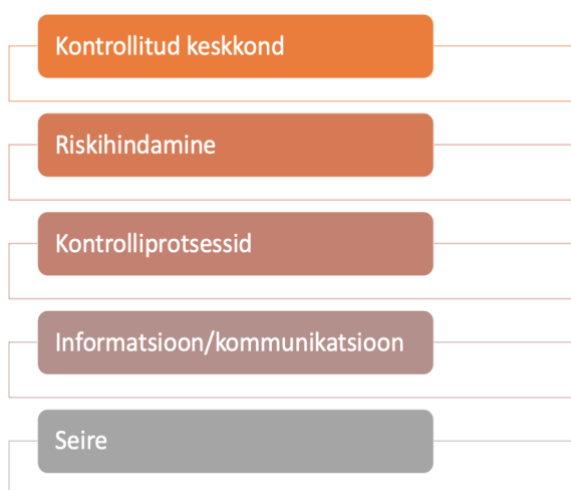 Kontrollitud keskkond
Riskihindamine
Kontrolliprotsessid
Informatsioon/kommunikatsioon
Seire